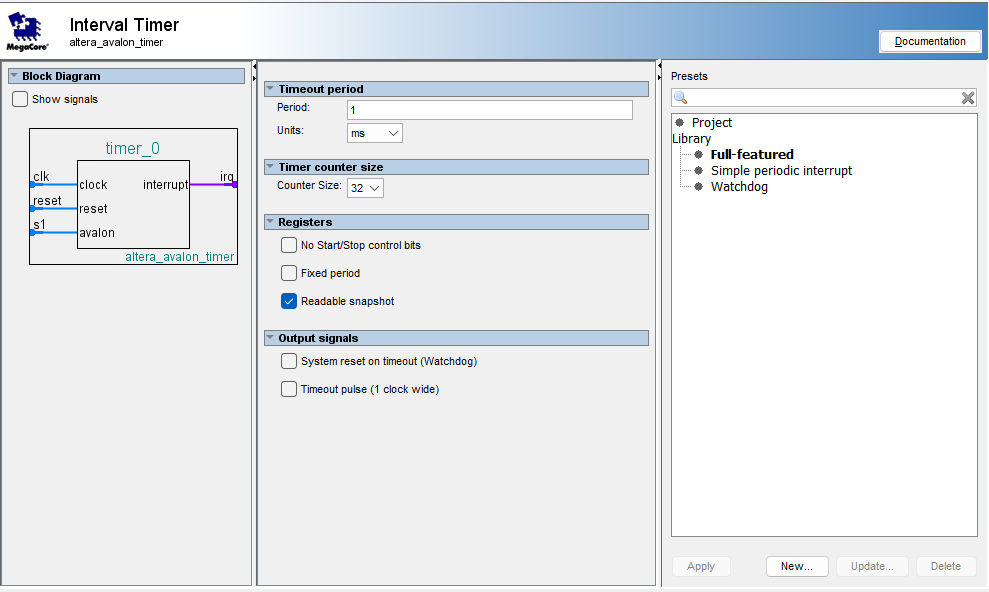 Interval Timer
altera_avalon_timer
MegaCore®
Documentation
Block Diagram
Show signals
timer_0
clk
clock
interrupt
irq
reset
reset
s1
avalon
altera_avalon_timer
Timeout period
Period:
1
Units:
ms
Timer counter size
Counter Size:
32
Registers
No Start/Stop control bits
Fixed period
Readable snapshot
Output signals
System reset on timeout (Watchdog)
Timeout pulse (1 clock wide)
Presets
Project
Library
Full-featured
Simple periodic interrupt
Watchdog
Apply
New...
Update...
Delete